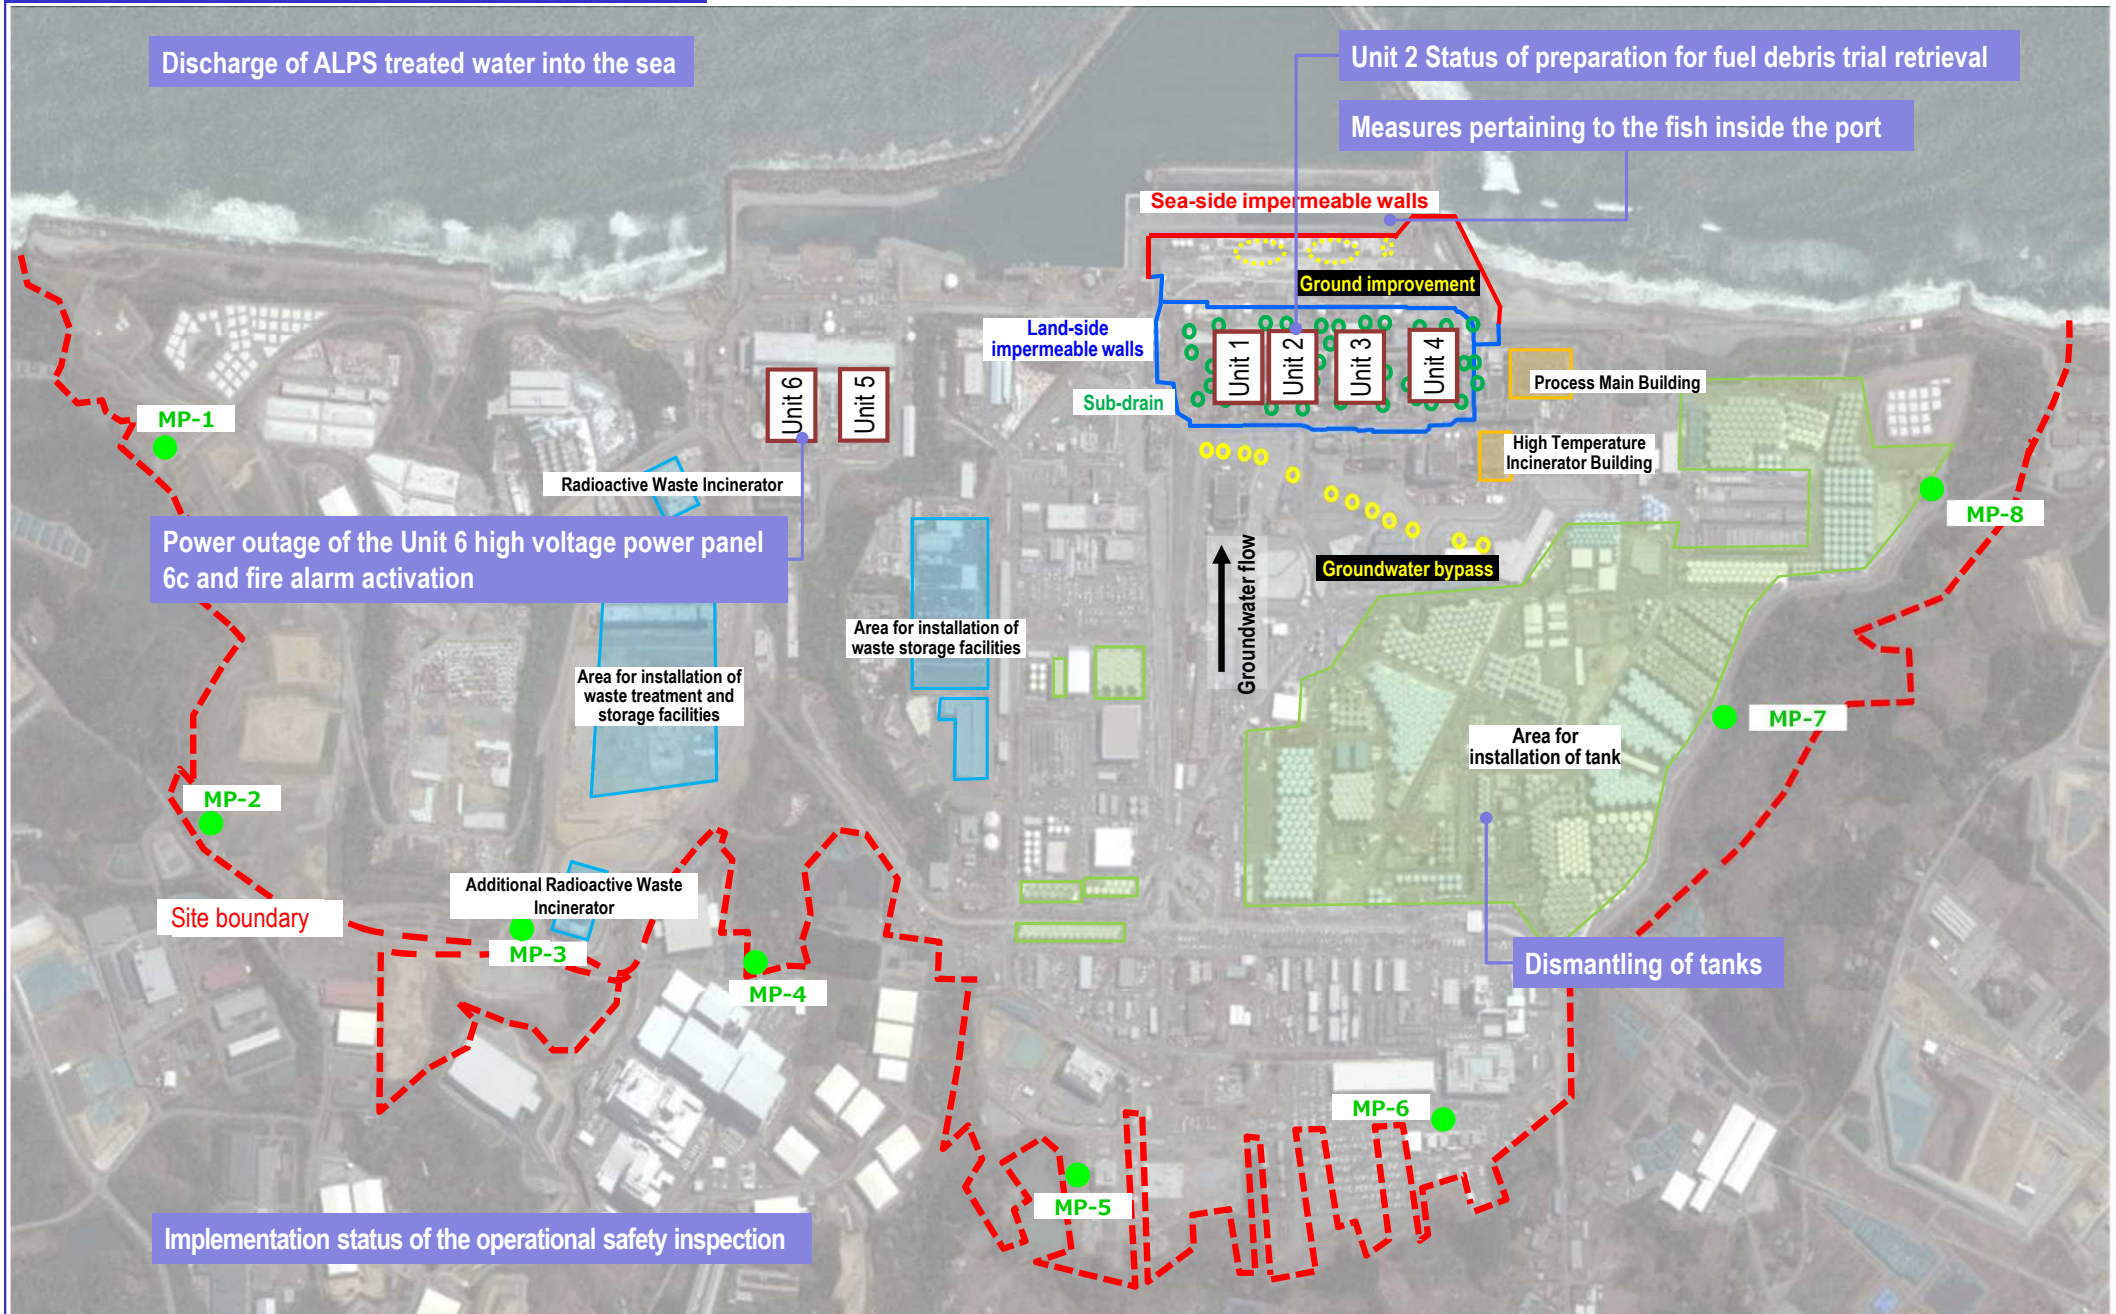 Discharge of ALPS treated water into the sea
Unit 2 Status of preparation for fuel debris trial retrieval
Measures pertaining to the fish inside the port
Sea-side impermeable walls
Ground improvement
Land-side
impermeable walls
Unit 1
Unit 2
Unit 3
Unit 4
Unit 6
Unit 5
Process Main Building
Sub-drain
MP-1
High Temperature
Incinerator Building
Radioactive Waste Incinerator
MP-8
Power outage of the Unit 6 high voltage power panel
6c and fire alarm activation
Groundwater bypass
Groundwater flow
Area for installation of
waste storage facilities
Area for installation of
waste treatment and
storage facilities
MP-7
Area for
installation of tank
MP-2
Additional Radioactive Waste
Incinerator
Site boundary
MP-3
Dismantling of tanks
MP-4
MP-6
MP-5
Implementation status of the operational safety inspection